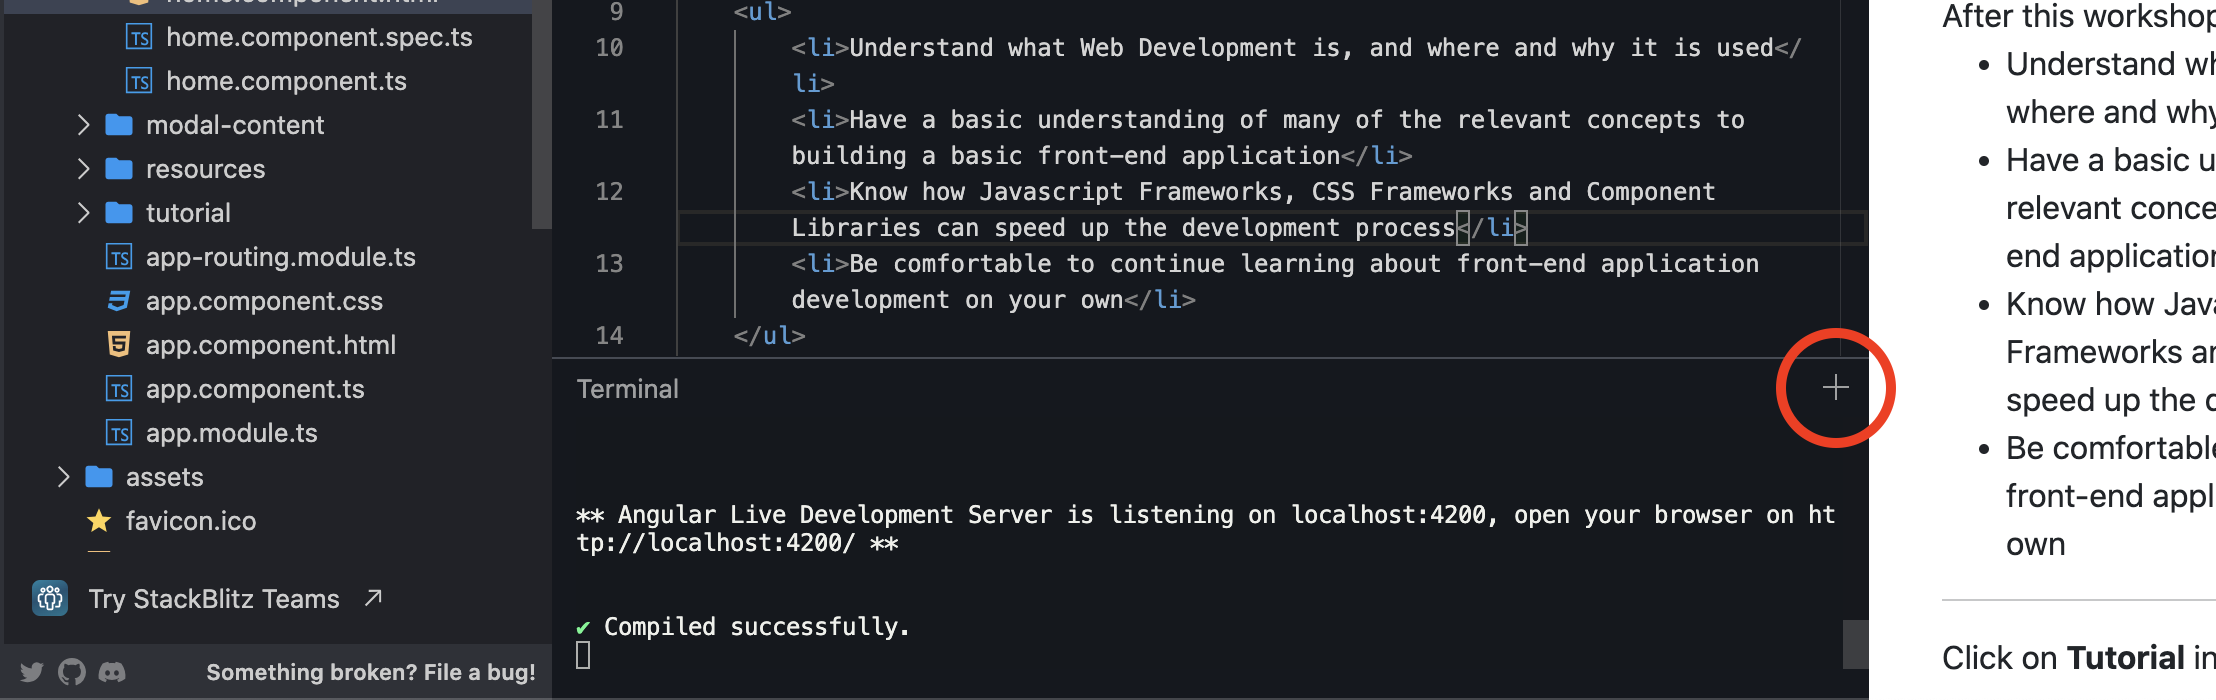 home.component.html
home.component.spec.ts
home.component.ts
modal-content
resources
tutorial
app-routing.module.ts
app.component.css
app.component.html
app.component.ts
app.module.ts
assets
favicon.ico
Try StackBlitz Teams
Something broken? File a bug!
9 <ul>
10 <li>Understand what Web Development is, and where and why it is used</
li>
11 <li>Have a basic understanding of many of the relevant concepts to
building a basic front-end application</li>
12 <li>Know how Javascript Frameworks, CSS Frameworks and Component
Libraries can speed up the development process</li>
13 <li>Be comfortable to continue learning about front-end application
development on your own</li>
14 </ul>
Terminal
** Angular Live Development Server is listening on localhost:4200, open your browser on ht
tp://localhost:4200/ **
✔ Compiled successfully.
After this workshop
• Understand wh
where and why
• Have a basic u
relevant conce
end application
• Know how Java
Frameworks an
speed up the d
• Be comfortable
front-end appl
own
Click on Tutorial in